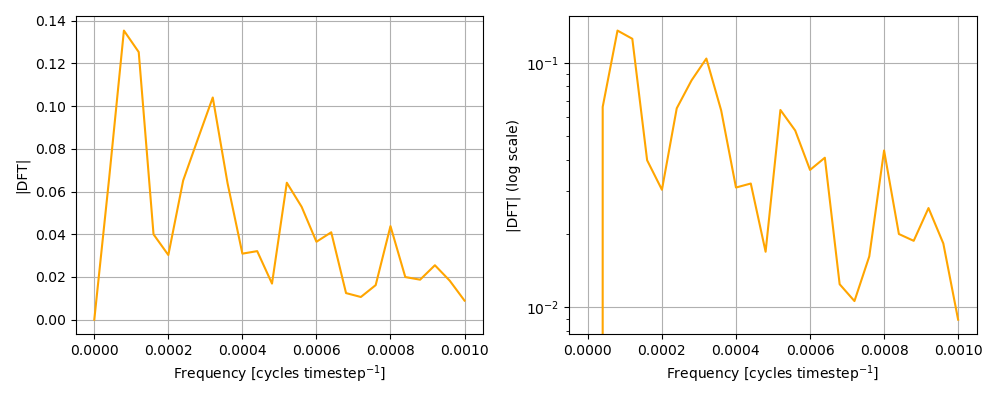 0.14
0.12
0.10
0.08
0.06
0.04
0.02
0.00
|DFT|
0.0000 0.0002 0.0004 0.0006 0.0008 0.0010
Frequency [cycles timestep⁻¹]
10⁻¹
10⁻²
|DFT| (log scale)
0.0000 0.0002 0.0004 0.0006 0.0008 0.0010
Frequency [cycles timestep⁻¹]